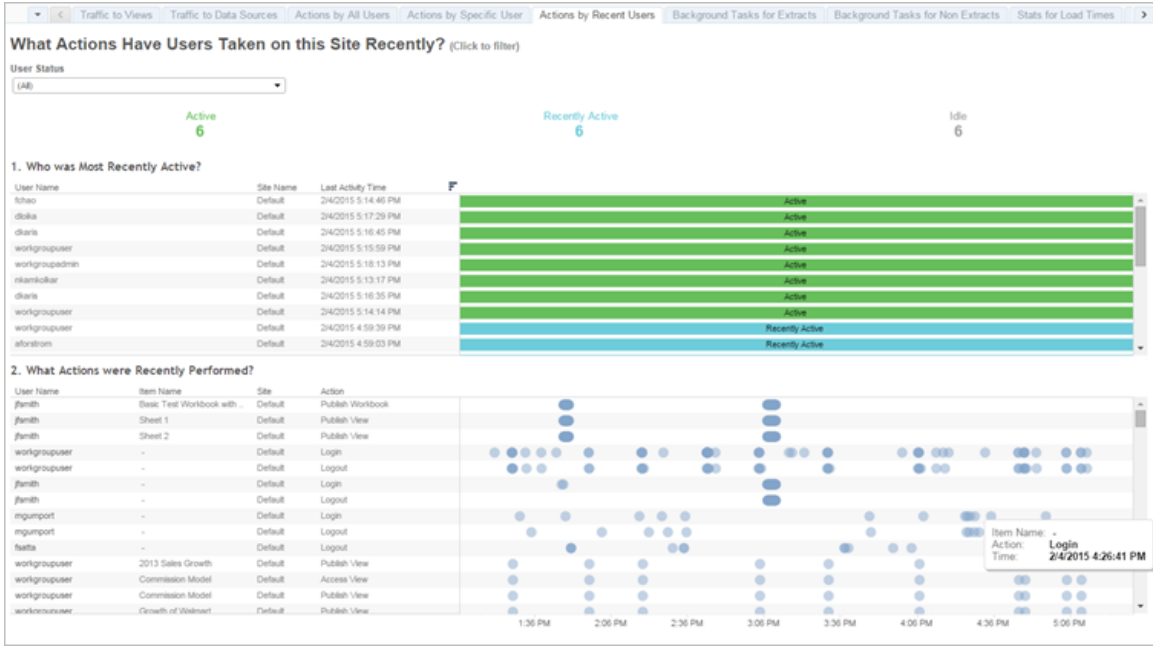 Traffic to Views Traffic to Data Sources Actions by All Users Actions by Specific User Actions by Recent Users Background Tasks for Extracts Background Tasks for Non Extracts Stats for Load Times
What Actions Have Users Taken on this Site Recently? (Click to filter)
User Status
(All)
Active Recently Active Idle
6 6 6
1. Who was Most Recently Active?
User Name Site Name Last Activity Time
fchao Default 2/4/2015 5:14:46 PM Active
dloika Default 2/4/2015 5:17:29 PM Active
dkaris Default 2/4/2015 5:16:45 PM Active
workgroupuser Default 2/4/2015 5:15:59 PM Active
workgroupadmin Default 2/4/2015 5:18:13 PM Active
nkamkolkar Default 2/4/2015 5:13:17 PM Active
dkaris Default 2/4/2015 5:16:35 PM Active
workgroupuser Default 2/4/2015 5:14:14 PM Active
workgroupuser Default 2/4/2015 4:59:39 PM Recently Active
aforstrom Default 2/4/2015 4:59:03 PM Recently Active
2. What Actions were Recently Performed?
User Name Item Name Site Action
jfsmith Basic Test Workbook with .. Default Publish Workbook
jfsmith Sheet 1 Default Publish View
jfsmith Sheet 2 Default Publish View
workgroupuser - Default Login
workgroupuser - Default Logout
jfsmith - Default Login
jfsmith - Default Logout
mgumport - Default Login
mgumport - Default Logout
Item Name: -
Action: Login
Time: 2/4/2015 4:26:41 PM
fsatta - Default Logout
workgroupuser 2013 Sales Growth Default Publish View
workgroupuser Commission Model Default Access View
workgroupuser Commission Model Default Publish View
workgroupuser Growth of Walmart Default Publish View
1:36 PM 2:06 PM 2:36 PM 3:06 PM 3:36 PM 4:06 PM 4:36 PM 5:06 PM